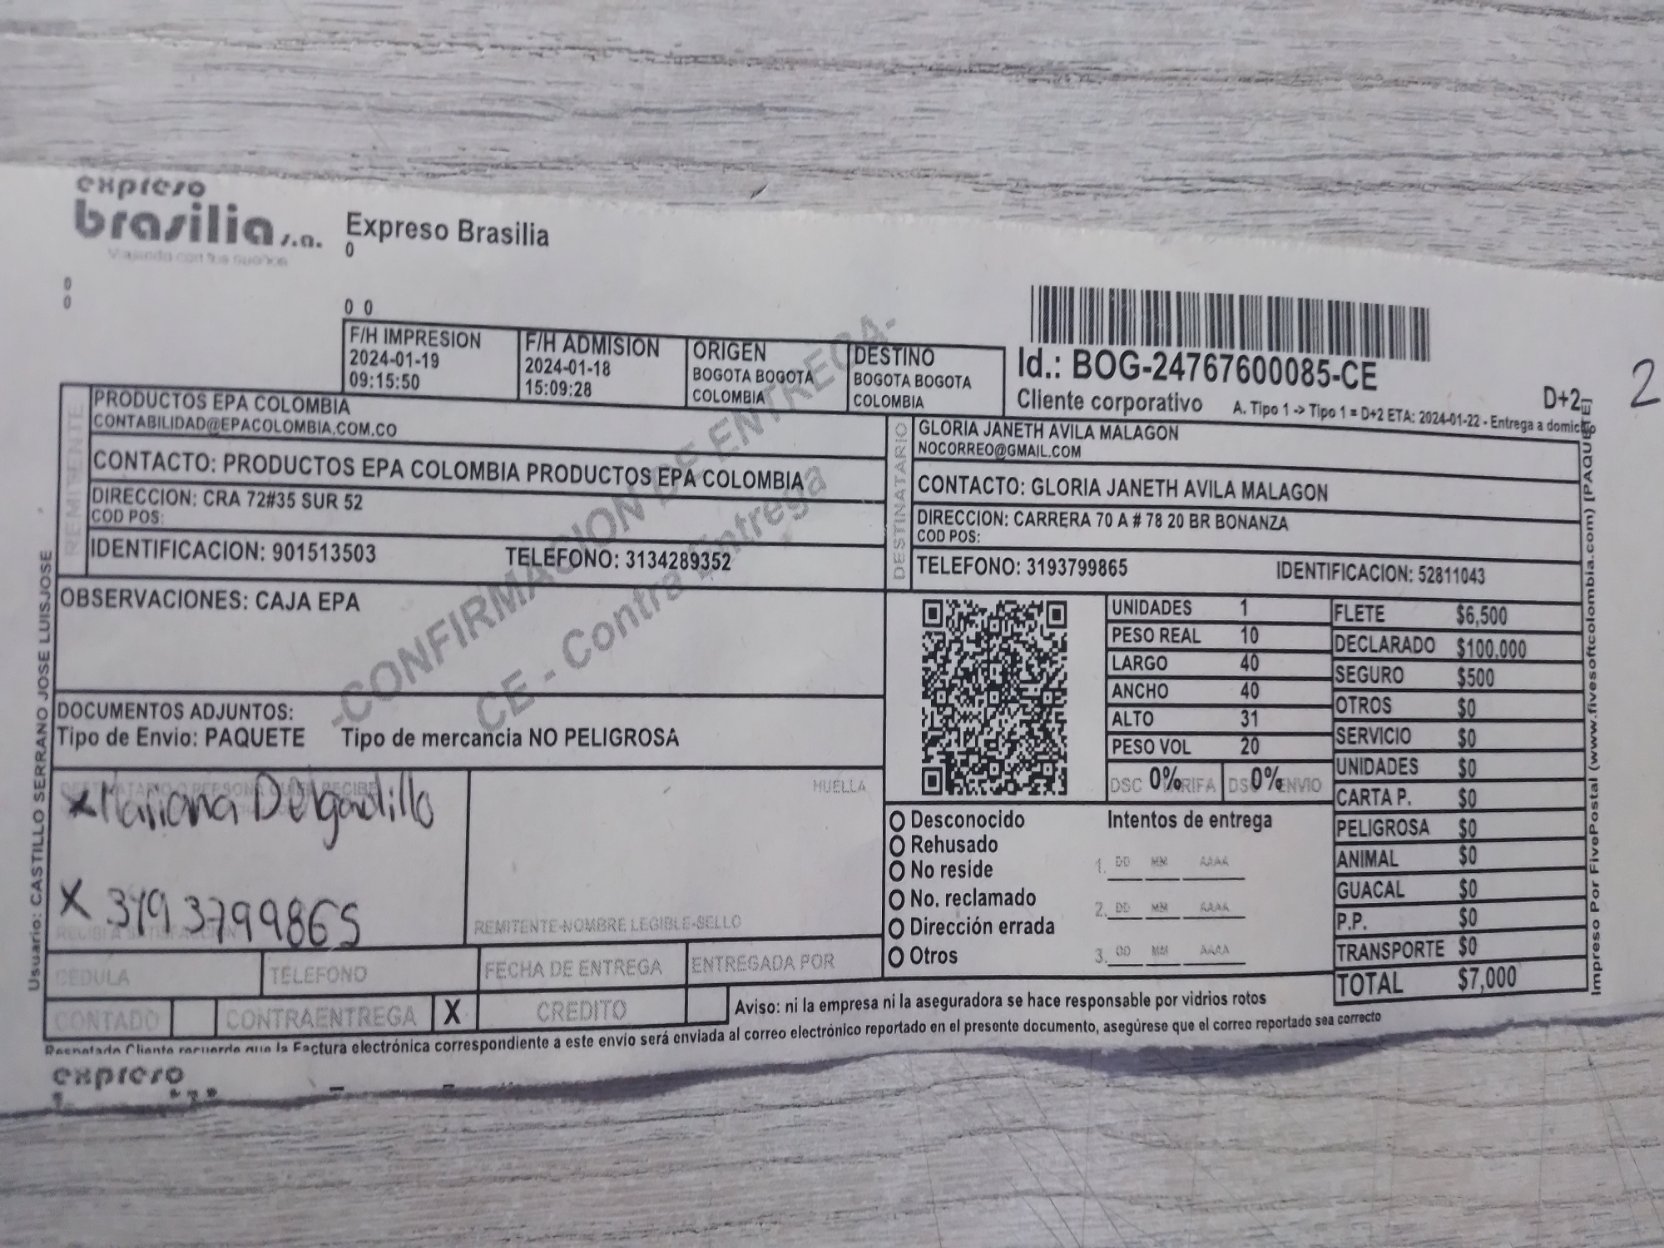 expreso
brasilia s.a.
Viajando con tus sueños
Expreso Brasilia
0
0
0
0 0
F/H IMPRESION
2024-01-19
09:15:50
F/H ADMISION
2024-01-18
15:09:28
ORIGEN
BOGOTA BOGOTA
COLOMBIA
DESTINO
BOGOTA BOGOTA
COLOMBIA
Id.: BOG-24767600085-CE
Cliente corporativo
A. Tipo 1 -> Tipo 1 = D+2 ETA: 2024-01-22 - Entrega a domicilio
D+2
2
REMITENTE
PRODUCTOS EPA COLOMBIA
CONTABILIDAD@EPACOLOMBIA.COM.CO
CONTACTO: PRODUCTOS EPA COLOMBIA PRODUCTOS EPA COLOMBIA
DIRECCION: CRA 72#35 SUR 52
COD POS:
IDENTIFICACION: 901513503 TELEFONO: 3134289352
DESTINATARIO
GLORIA JANETH AVILA MALAGON
NOCORREO@GMAIL.COM
CONTACTO: GLORIA JANETH AVILA MALAGON
DIRECCION: CARRERA 70 A # 78 20 BR BONANZA
COD POS:
TELEFONO: 3193799865 IDENTIFICACION: 52811043
-CONFIRMACION DE ENTREGA-
CE - Contra Entrega
OBSERVACIONES: CAJA EPA
DOCUMENTOS ADJUNTOS:
Tipo de Envio: PAQUETE Tipo de mercancia NO PELIGROSA
UNIDADES 1
PESO REAL 10
LARGO 40
ANCHO 40
ALTO 31
PESO VOL 20
DSC TARIFA 0%
DSC ENVIO 0%
FLETE $6,500
DECLARADO $100,000
SEGURO $500
OTROS $0
SERVICIO $0
UNIDADES $0
CARTA P. $0
PELIGROSA $0
ANIMAL $0
GUACAL $0
P.P. $0
TRANSPORTE $0
TOTAL $7,000
x Mariana Delgadillo
X 3193799865
HUELLA
REMITENTE-NOMBRE LEGIBLE-SELLO
Desconocido
Rehusado
No reside
No. reclamado
Dirección errada
Otros
Intentos de entrega
1. DD MM AAAA
2. DD MM AAAA
3. DD MM AAAA
CEDULA
TELEFONO
FECHA DE ENTREGA
ENTREGADA POR
CONTADO
CONTRAENTREGA X
CREDITO
Aviso: ni la empresa ni la aseguradora se hace responsable por vidrios rotos
Respetado Cliente recuerde que la Factura electrónica correspondiente a este envío será enviada al correo electrónico reportado en el presente documento, asegúrese que el correo reportado sea correcto
Usuario: CASTILLO SERRANO JOSE LUISJOSE
Impreso Por FivePostal (www.fivesoftcolombia.com) [PAQUETE]
expreso